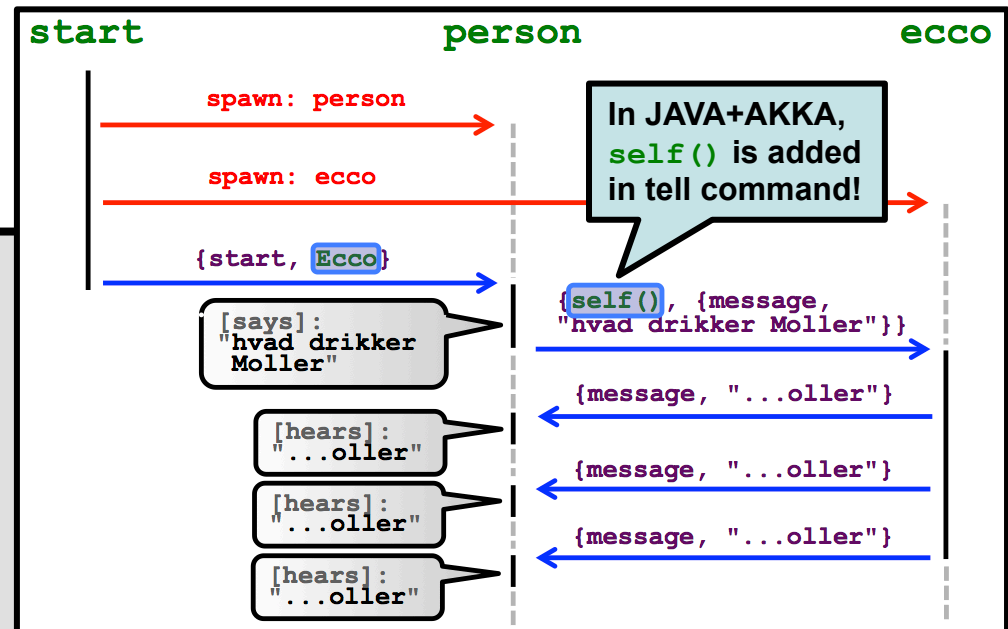 start person ecco
spawn: person
In JAVA+AKKA,
self() is added
in tell command!
spawn: ecco
{start, Ecco}
{self(), {message,
"hvad drikker Moller"}}
[says]:
"hvad drikker
Moller"
{message, "...oller"}
[hears]:
"...oller"
{message, "...oller"}
[hears]:
"...oller"
{message, "...oller"}
[hears]:
"...oller"